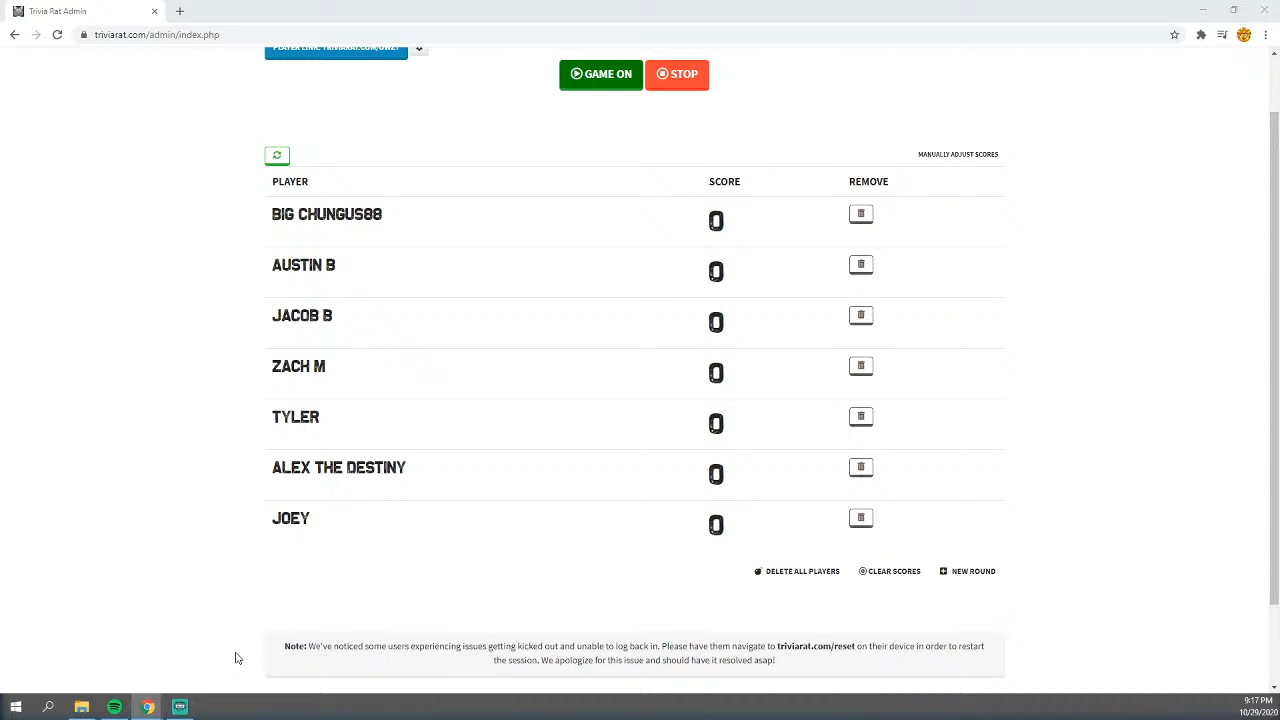 Trivia Rat Admin
triviarat.com/admin/index.php
GAME ON STOP
MANUALLY ADJUST SCORES
PLAYER SCORE REMOVE
BIG CHUNGUS88 0
AUSTIN B 0
JACOB B 0
ZACH M 0
TYLER 0
ALEX THE DESTINY 0
JOEY 0
DELETE ALL PLAYERS CLEAR SCORES NEW ROUND
Note: We've noticed some users experiencing issues getting kicked out and unable to log back in. Please have them navigate to triviarat.com/reset on their device in order to restart
the session. We apologize for this issue and should have it resolved asap!
9:17 PM
10/29/2020